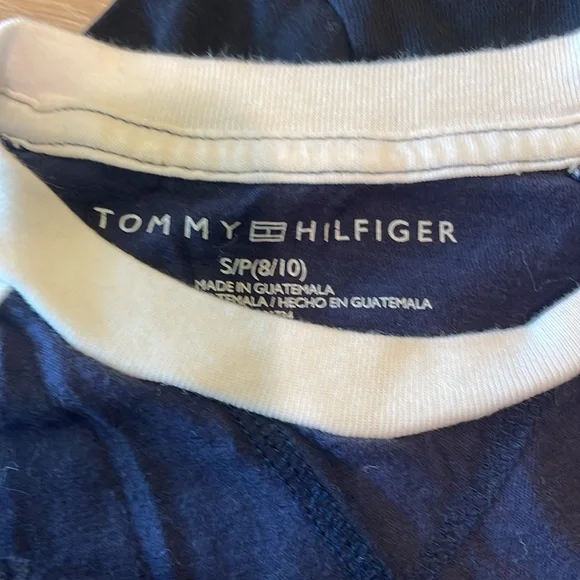 TOMMY HILFIGER
S/P(8/10)
MADE IN GUATEMALA
/ HECHO EN GUATEMALA